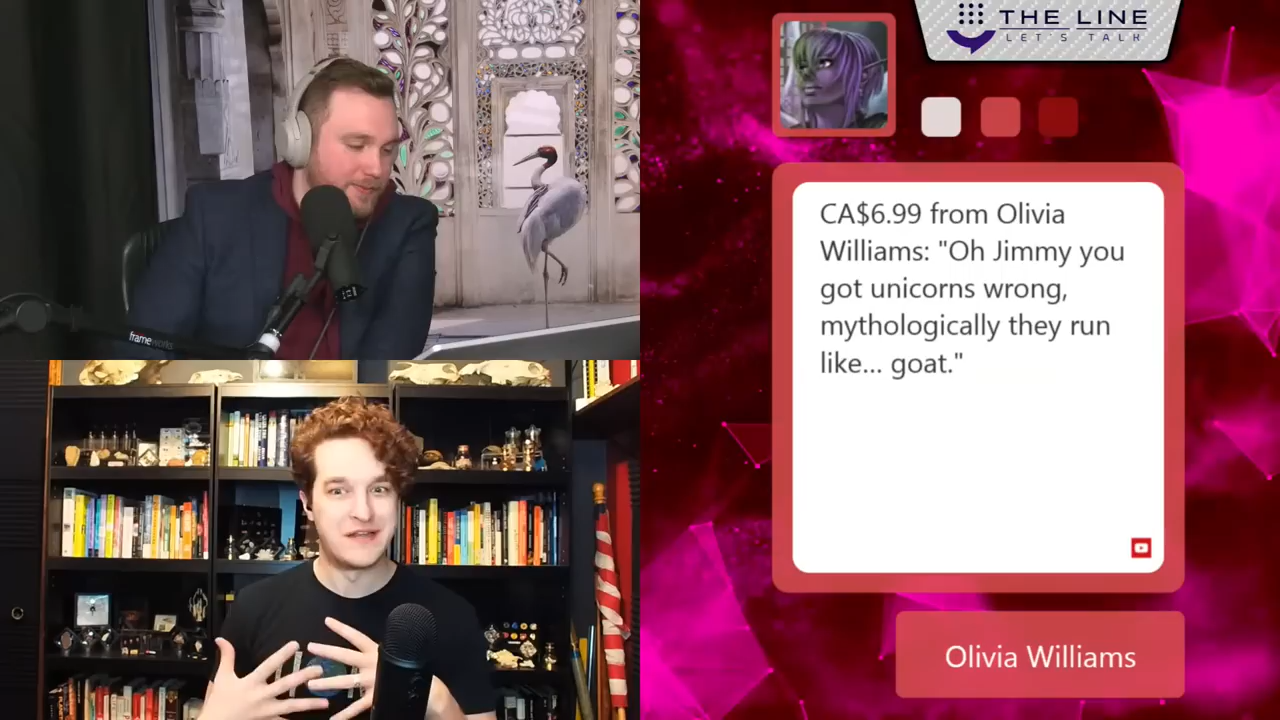 THE LINE
LET'S TALK
CA$6.99 from Olivia
Williams: "Oh Jimmy you
got unicorns wrong,
mythologically they run
like... goat."
Olivia Williams
frameworks